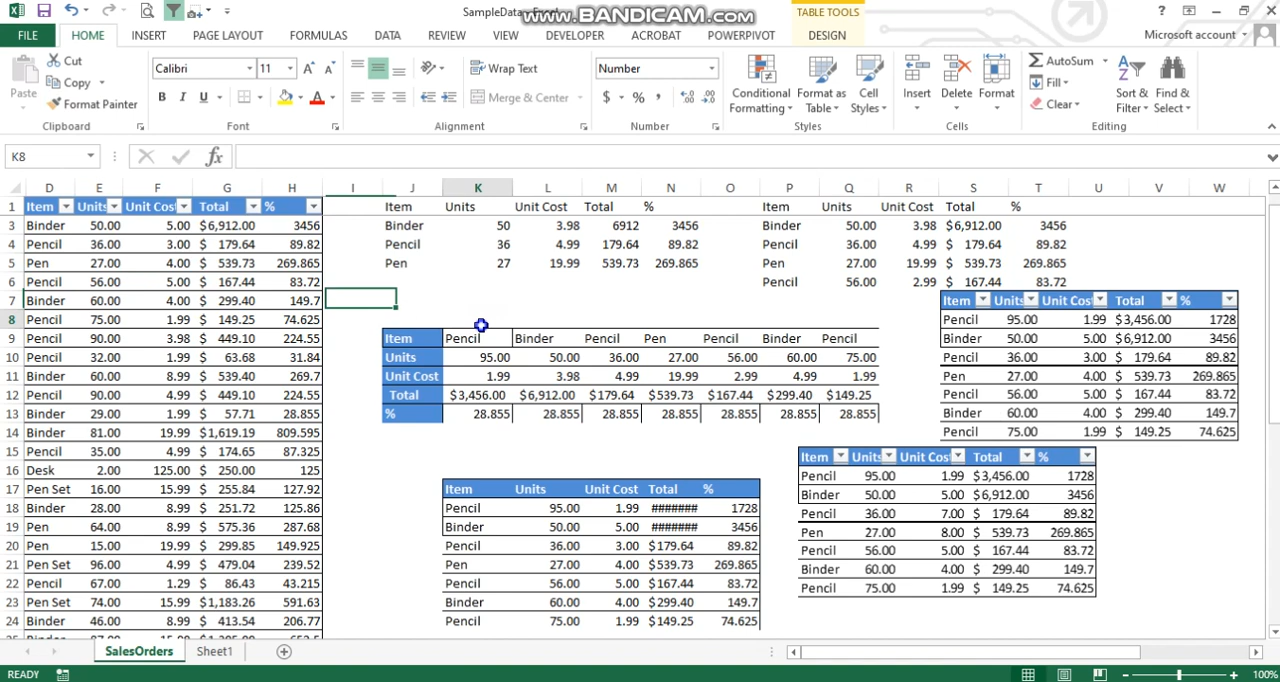 SampleData - Excel
www.BANDICAM.com
TABLE TOOLS
FILE HOME INSERT PAGE LAYOUT FORMULAS DATA REVIEW VIEW DEVELOPER ACROBAT POWERPIVOT DESIGN Microsoft account
Paste Cut Copy Format Painter Clipboard
Calibri 11 B I U Font
Wrap Text Merge & Center Alignment
Number $ % , Number
Conditional Formatting Format as Table Cell Styles Styles
Insert Delete Format Cells
AutoSum Fill Clear Sort & Filter Find & Select Editing
K8 fx
D E F G H I J K L M N O P Q R S T U V W
1 Item Units Unit Cos Total % Item Units Unit Cost Total % Item Units Unit Cost Total %
3 Binder 50.00 5.00 $6,912.00 3456 Binder 50 3.98 6912 3456 Binder 50.00 3.98 $6,912.00 3456
4 Pencil 36.00 3.00 $ 179.64 89.82 Pencil 36 4.99 179.64 89.82 Pencil 36.00 4.99 $ 179.64 89.82
5 Pen 27.00 4.00 $ 539.73 269.865 Pen 27 19.99 539.73 269.865 Pen 27.00 19.99 $ 539.73 269.865
6 Pencil 56.00 5.00 $ 167.44 83.72 Pencil 56.00 2.99 $ 167.44 83.72
7 Binder 60.00 4.00 $ 299.40 149.7 Item Units Unit Cos Total %
8 Pencil 75.00 1.99 $ 149.25 74.625 Pencil 95.00 1.99 $3,456.00 1728
9 Pencil 90.00 3.98 $ 449.10 224.55 Item Pencil Binder Pencil Pen Pencil Binder Pencil Binder 50.00 5.00 $6,912.00 3456
10 Pencil 32.00 1.99 $ 63.68 31.84 Units 95.00 50.00 36.00 27.00 56.00 60.00 75.00 Pencil 36.00 3.00 $ 179.64 89.82
11 Binder 60.00 8.99 $ 539.40 269.7 Unit Cost 1.99 3.98 4.99 19.99 2.99 4.99 1.99 Pen 27.00 4.00 $ 539.73 269.865
12 Pencil 90.00 4.99 $ 449.10 224.55 Total $3,456.00 $6,912.00 $179.64 $539.73 $167.44 $299.40 $149.25 Pencil 56.00 5.00 $ 167.44 83.72
13 Binder 29.00 1.99 $ 57.71 28.855 % 28.855 28.855 28.855 28.855 28.855 28.855 28.855 Binder 60.00 4.00 $ 299.40 149.7
14 Binder 81.00 19.99 $1,619.19 809.595 Pencil 75.00 1.99 $ 149.25 74.625
15 Pencil 35.00 4.99 $ 174.65 87.325 Item Units Unit Cos Total %
16 Desk 2.00 125.00 $ 250.00 125 Pencil 95.00 1.99 $3,456.00 1728
17 Pen Set 16.00 15.99 $ 255.84 127.92 Item Units Unit Cost Total % Binder 50.00 5.00 $6,912.00 3456
18 Binder 28.00 8.99 $ 251.72 125.86 Pencil 95.00 1.99 ####### 1728 Pencil 36.00 7.00 $ 179.64 89.82
19 Pen 64.00 8.99 $ 575.36 287.68 Binder 50.00 5.00 ####### 3456 Pen 27.00 8.00 $ 539.73 269.865
20 Pen 15.00 19.99 $ 299.85 149.925 Pencil 36.00 3.00 $179.64 89.82 Pencil 56.00 5.00 $ 167.44 83.72
21 Pen Set 96.00 4.99 $ 479.04 239.52 Pen 27.00 4.00 $539.73 269.865 Binder 60.00 4.00 $ 299.40 149.7
22 Pencil 67.00 1.29 $ 86.43 43.215 Pencil 56.00 5.00 $167.44 83.72 Pencil 75.00 1.99 $ 149.25 74.625
23 Pen Set 74.00 15.99 $1,183.26 591.63 Binder 60.00 4.00 $299.40 149.7
24 Binder 46.00 8.99 $ 413.54 206.77 Pencil 75.00 1.99 $149.25 74.625
SalesOrders Sheet1
READY 100%